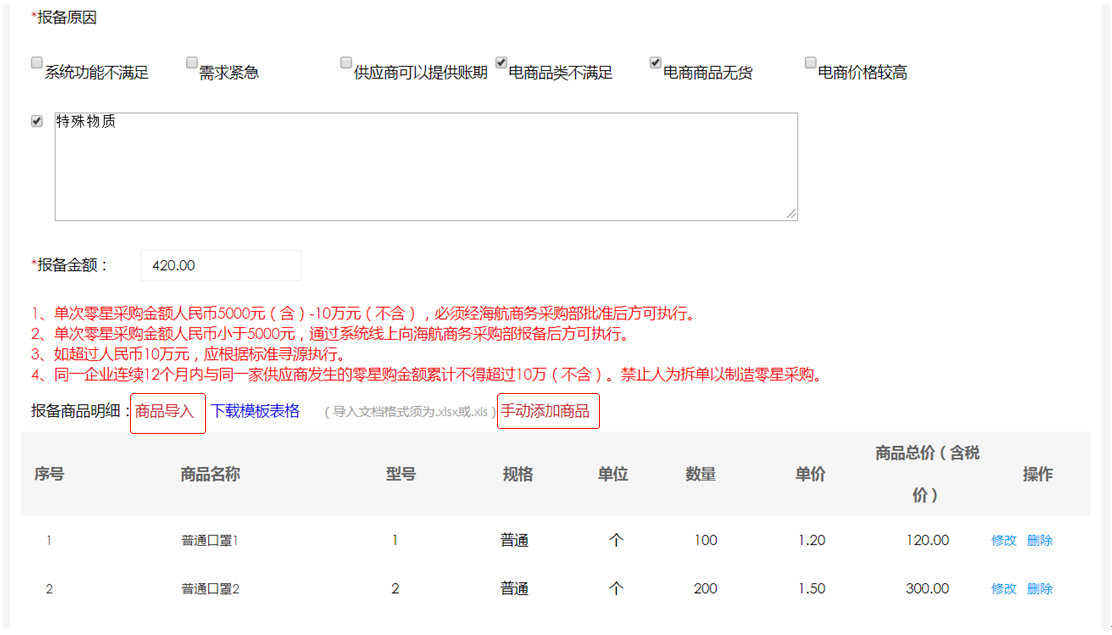 *报备原因
系统功能不满足 需求紧急 供应商可以提供账期 电商品类不满足 电商商品无货 电商价格较高
特殊物质
*报备金额： 420.00
1、单次零星采购金额人民币5000元（含）-10万元（不含），必须经海航商务采购部批准后方可执行。
2、单次零星采购金额人民币小于5000元，通过系统线上向海航商务采购部报备后方可执行。
3、如超过人民币10万元，应根据标准寻源执行。
4、同一企业连续12个月内与同一家供应商发生的零星购金额累计不得超过10万（不含）。禁止人为拆单以制造零星采购。
报备商品明细：商品导入 下载模板表格 （导入文档格式须为.xlsx或.xls）手动添加商品
序号 商品名称 型号 规格 单位 数量 单价 商品总价（含税价） 操作
1 普通口罩1 1 普通 个 100 1.20 120.00 修改 删除
2 普通口罩2 2 普通 个 200 1.50 300.00 修改 删除